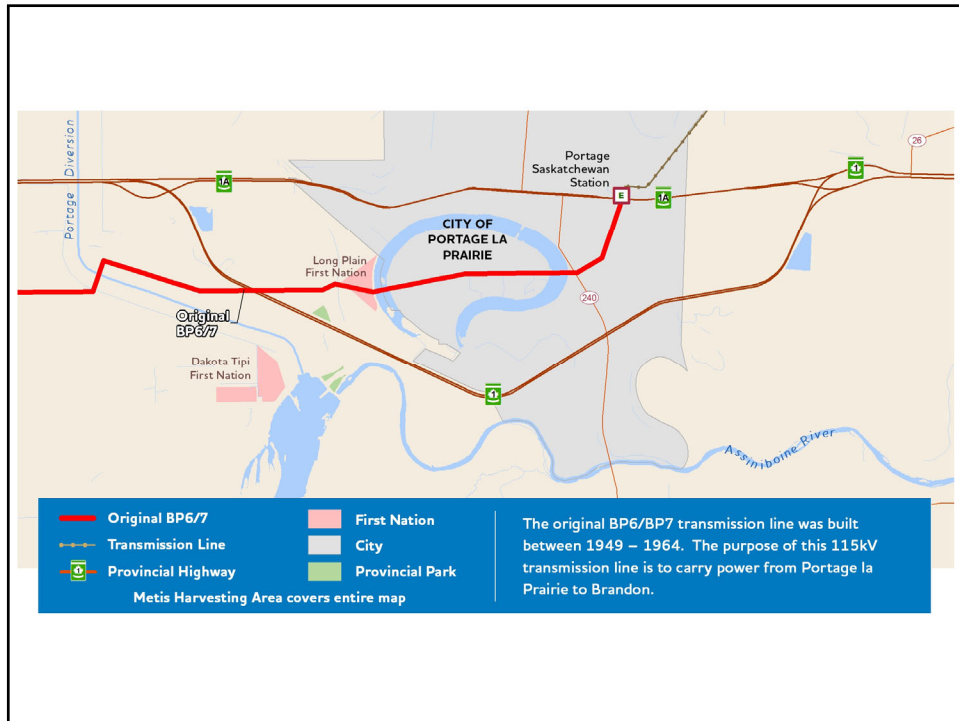 Portage Diversion
1A
Portage
Saskatchewan
Station
E
1A
1
26
CITY OF
PORTAGE LA
PRAIRIE
Long Plain
First Nation
240
Original
BP6/7
Dakota Tipi
First Nation
1
Assiniboine River
Original BP6/7
Transmission Line
1
Provincial Highway
First Nation
City
Provincial Park
Metis Harvesting Area covers entire map
The original BP6/BP7 transmission line was built
between 1949 – 1964.  The purpose of this 115kV
transmission line is to carry power from Portage la
Prairie to Brandon.